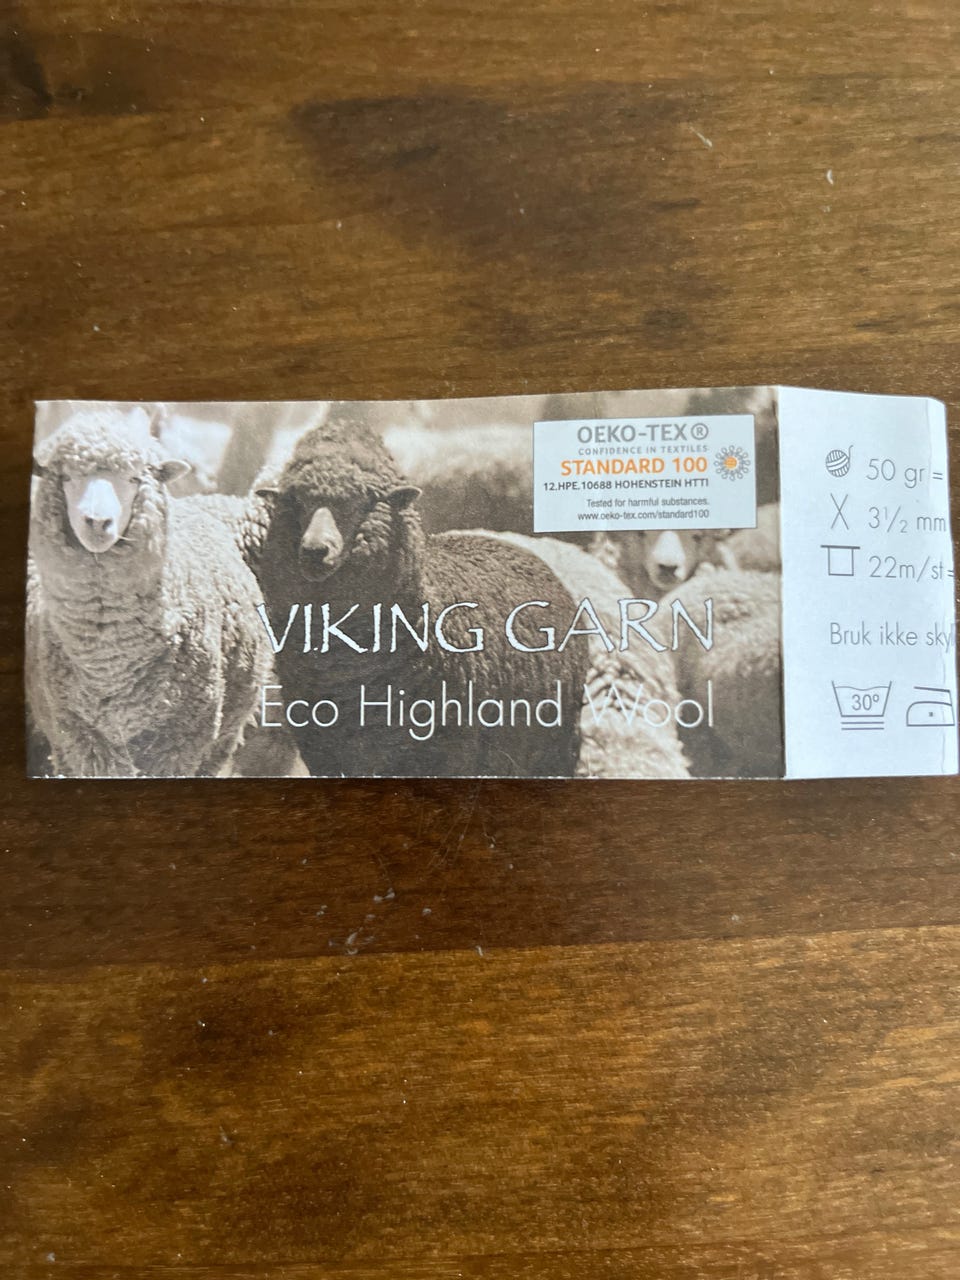 OEKO-TEX®
CONFIDENCE IN TEXTILES
STANDARD 100
12.HPE.10688 HOHENSTEIN HTTI
Tested for harmful substances.
www.oeko-tex.com/standard100
VIKING GARN
Eco Highland Wool
50 gr =
3½ mm
22m/st=
Bruk ikke
30°